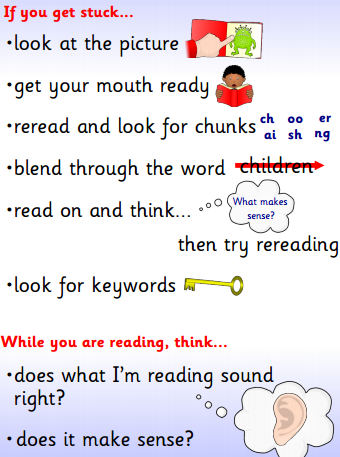 If you get stuck...
•look at the picture
•get your mouth ready
•reread and look for chunks ch oo er
ai sh ng
•blend through the word children
•read on and think... What makes
sense?
then try rereading
•look for keywords
While you are reading, think...
•does what I'm reading sound
right?
•does it make sense?